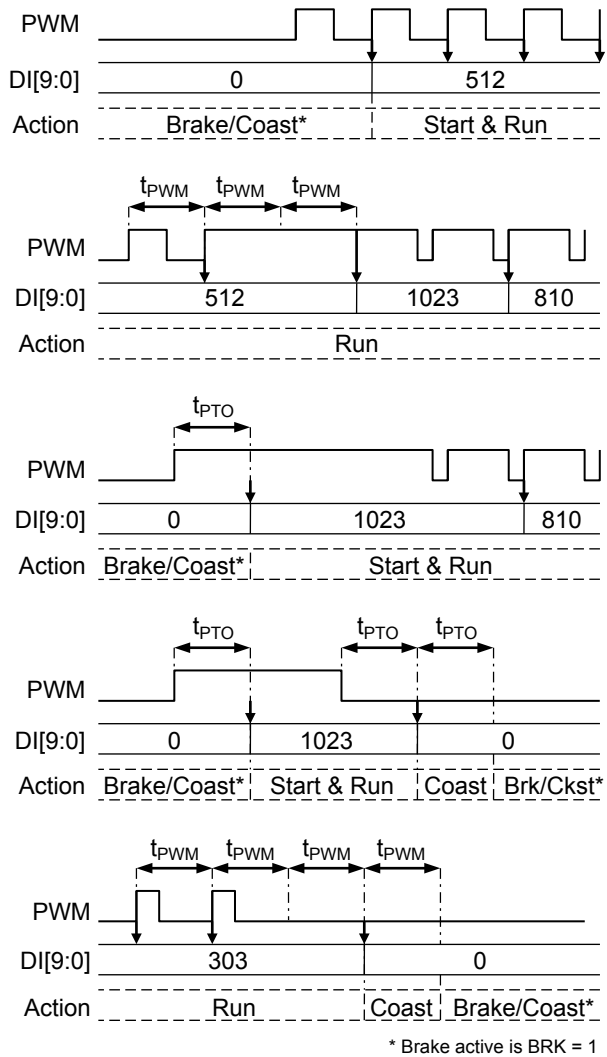 PWM
DI[9:0] 0 512
Action Brake/Coast* Start & Run
tPWM tPWM tPWM
PWM
DI[9:0] 512 1023 810
Action Run
tPTO
PWM
DI[9:0] 0 1023 810
Action Brake/Coast* Start & Run
tPTO tPTO tPTO
PWM
DI[9:0] 0 1023 0
Action Brake/Coast* Start & Run Coast Brk/Ckst*
tPWM tPWM tPWM tPWM
PWM
DI[9:0] 303 0
Action Run Coast Brake/Coast*
* Brake active is BRK = 1